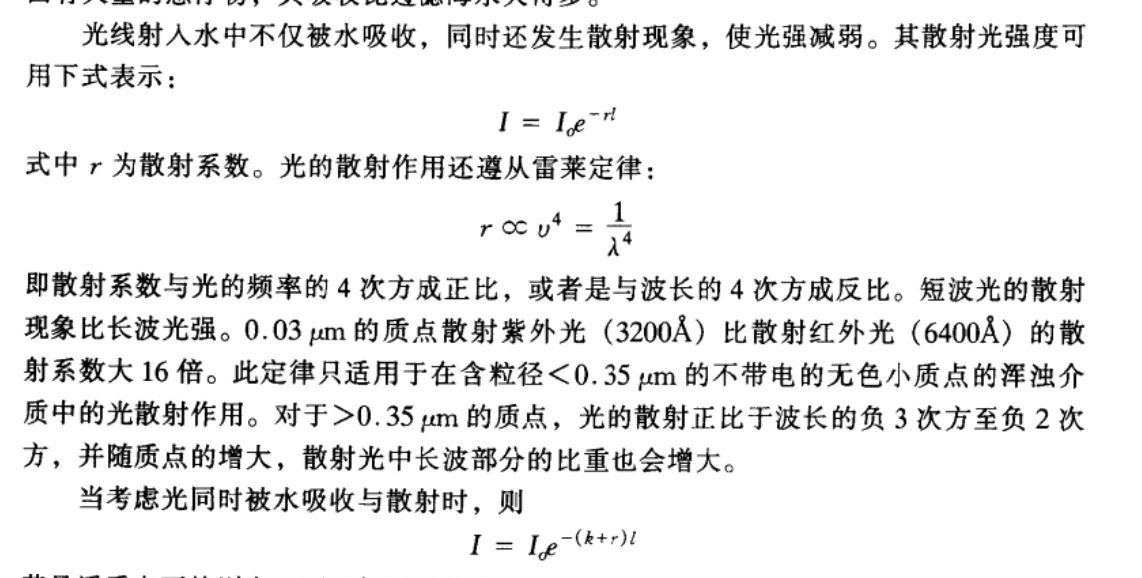 光线射入水中不仅被水吸收，同时还发生散射现象，使光强减弱。其散射光强度可
用下式表示：
I = I₀e^{-rl}
式中 r 为散射系数。光的散射作用还遵从雷莱定律：
r ∝ υ⁴ = 1/λ⁴
即散射系数与光的频率的 4 次方成正比，或者是与波长的 4 次方成反比。短波光的散射
现象比长波光强。0.03 μm 的质点散射紫外光（3200Å）比散射红外光（6400Å）的散
射系数大 16 倍。此定律只适用于在含粒径＜0.35 μm 的不带电的无色小质点的浑浊介
质中的光散射作用。对于＞0.35 μm 的质点，光的散射正比于波长的负 3 次方至负 2 次
方，并随质点的增大，散射光中长波部分的比重也会增大。
当考虑光同时被水吸收与散射时，则
I = I₀e^{-(k+r)l}